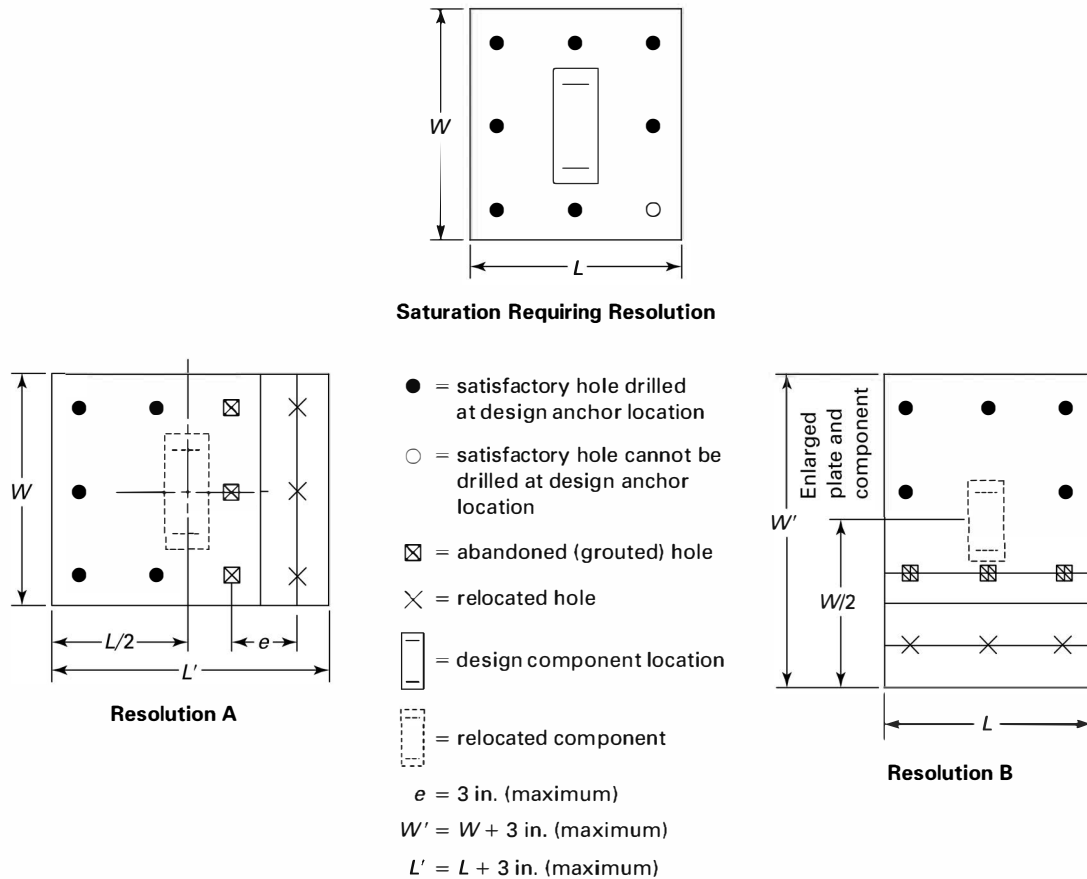 W
L
Saturation Requiring Resolution
W
L/2
e
L′
Resolution A
= satisfactory hole drilled
at design anchor location
= satisfactory hole cannot be
drilled at design anchor
location
= abandoned (grouted) hole
= relocated hole
= design component location
= relocated component
e = 3 in. (maximum)
W′ = W + 3 in. (maximum)
L′ = L + 3 in. (maximum)
Enlarged
plate and
component
W′
W/2
L
Resolution B